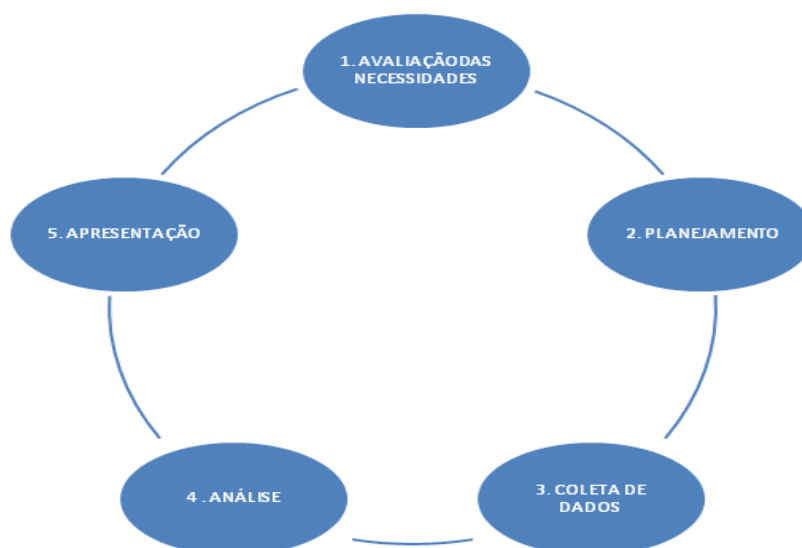 1. AVALIAÇÃODAS
NECESSIDADES
2. PLANEJAMENTO
3. COLETA DE
DADOS
4 . ANÁLISE
5. APRESENTAÇÃO